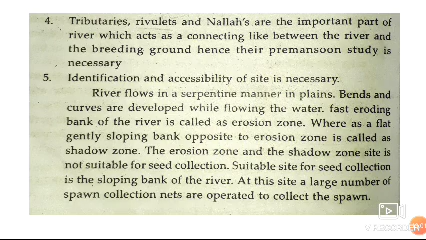 4. Tributaries, rivulets and Nallah's are the important part of
river which acts as a connecting like between the river and
the breeding ground hence their premansoon study is
necessary
5. Identification and accessibility of site is necessary.
River flows in a serpentine manner in plains. Bends and
curves are developed while flowing the water. fast eroding
bank of the river is called as erosion zone. Where as a flat
gently sloping bank opposite to erosion zone is called as
shadow zone. The erosion zone and the shadow zone site is
not suitable for seed collection. Suitable site for seed collection
is the sloping bank of the river. At this site a large number of
spawn collection nets are operated to collect the spawn.